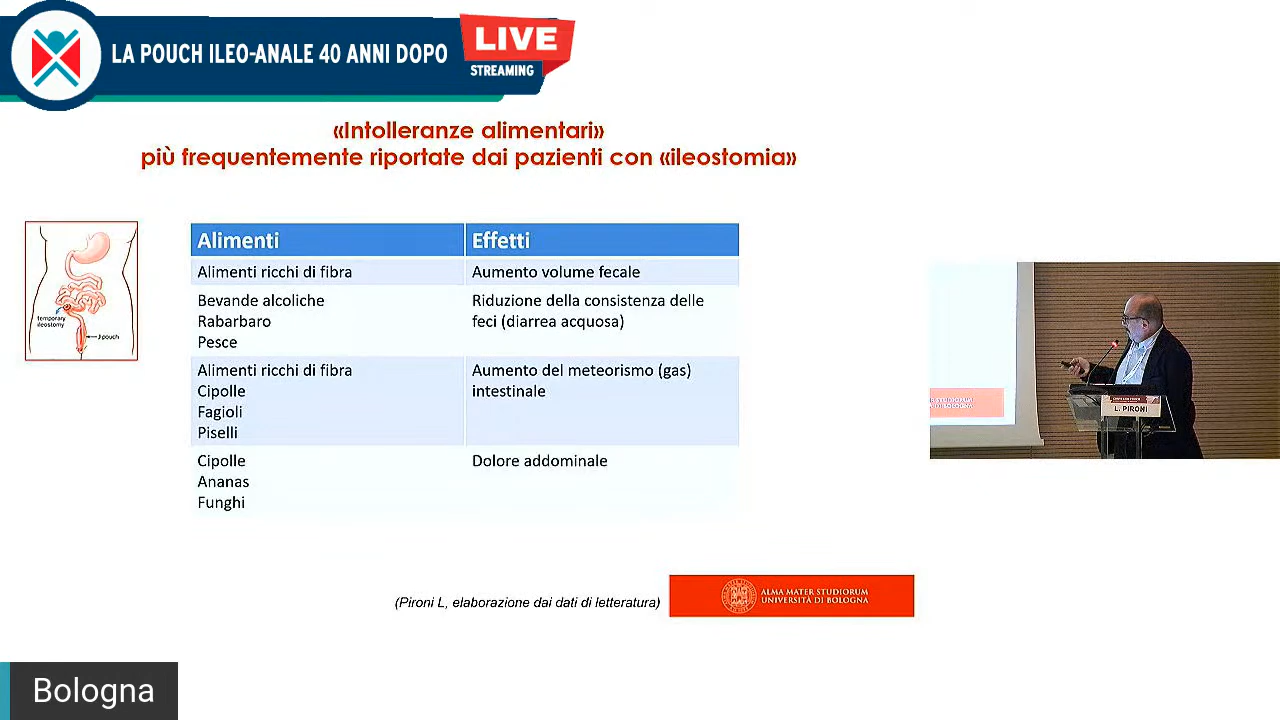 LA POUCH ILEO-ANALE 40 ANNI DOPO
LIVE
STREAMING
«Intolleranze alimentari»
più frequentemente riportate dai pazienti con «ileostomia»
temporary
ileostomy
J pouch
Alimenti
Effetti
Alimenti ricchi di fibra
Aumento volume fecale
Bevande alcoliche
Rabarbaro
Pesce
Riduzione della consistenza delle
feci (diarrea acquosa)
Alimenti ricchi di fibra
Cipolle
Fagioli
Piselli
Aumento del meteorismo (gas)
intestinale
Cipolle
Ananas
Funghi
Dolore addominale
L. PIRONI
(Pironi L, elaborazione dai dati di letteratura)
ALMA MATER STUDIORUM
UNIVERSITÀ DI BOLOGNA
Bologna